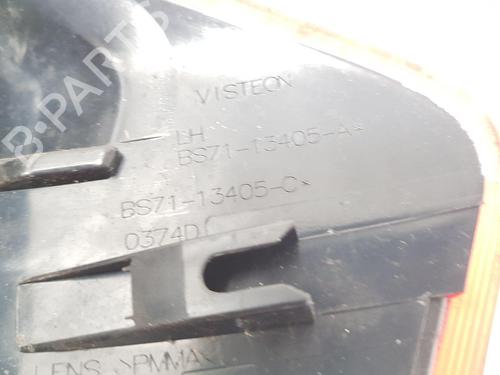 B-PARTS
VISTEON
LH
BS71-13405-A*
BS71-13405-C*
0374D
LENS >PMMA<